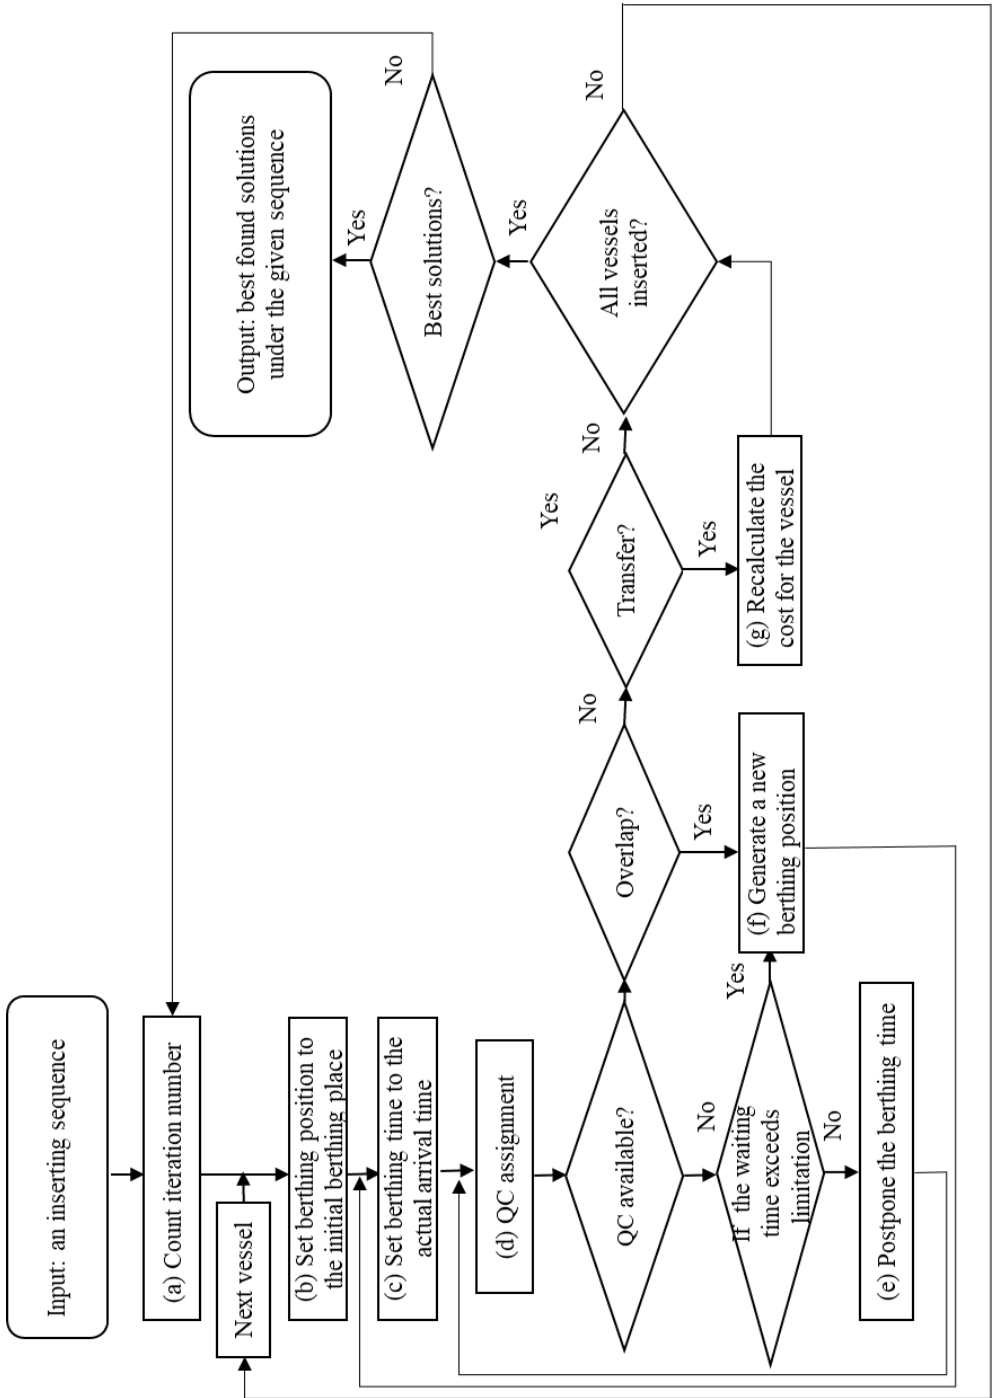 Input: an inserting sequence
(a) Count iteration number
Next vessel
(b) Set berthing position to
the initial berthing place
(c) Set berthing time to the
actual arrival time
(d) QC assignment
QC available?
No
If the waiting
time exceeds
limitation
No
(e) Postpone the berthing time
Yes
(f) Generate a new
berthing position
Overlap?
Yes
No
Transfer?
Yes
Yes
(g) Recalculate the
cost for the vessel
No
All vessels
inserted?
No
Yes
Best solutions?
No
Yes
Output: best found solutions
under the given sequence